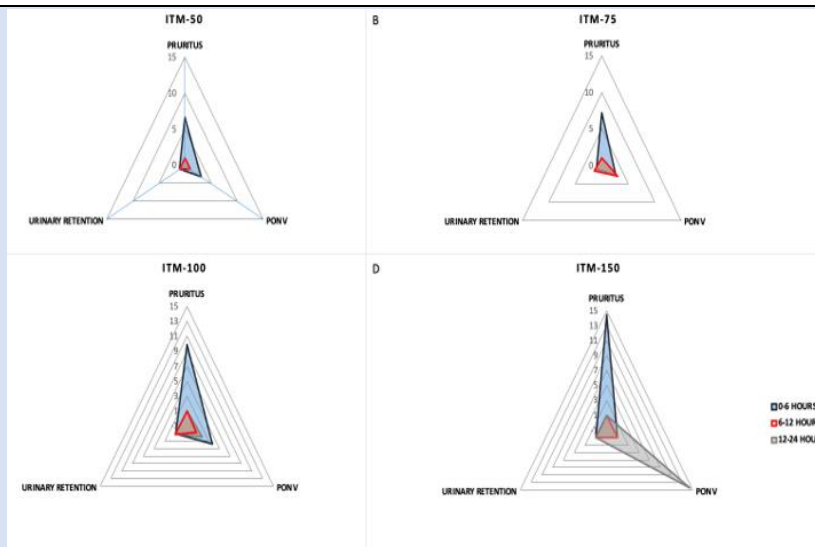 ITM-50
PRURITUS
15
10
5
0
URINARY RETENTION
PONV
B
ITM-75
PRURITUS
15
10
5
0
URINARY RETENTION
PONV
ITM-100
PRURITUS
15
13
11
9
7
5
3
1
URINARY RETENTION
PONV
D
ITM-150
PRURITUS
15
13
11
9
7
5
URINARY RETENTION
PONV
0-6 HOURS
6-12 HOUR
12-24 HOU